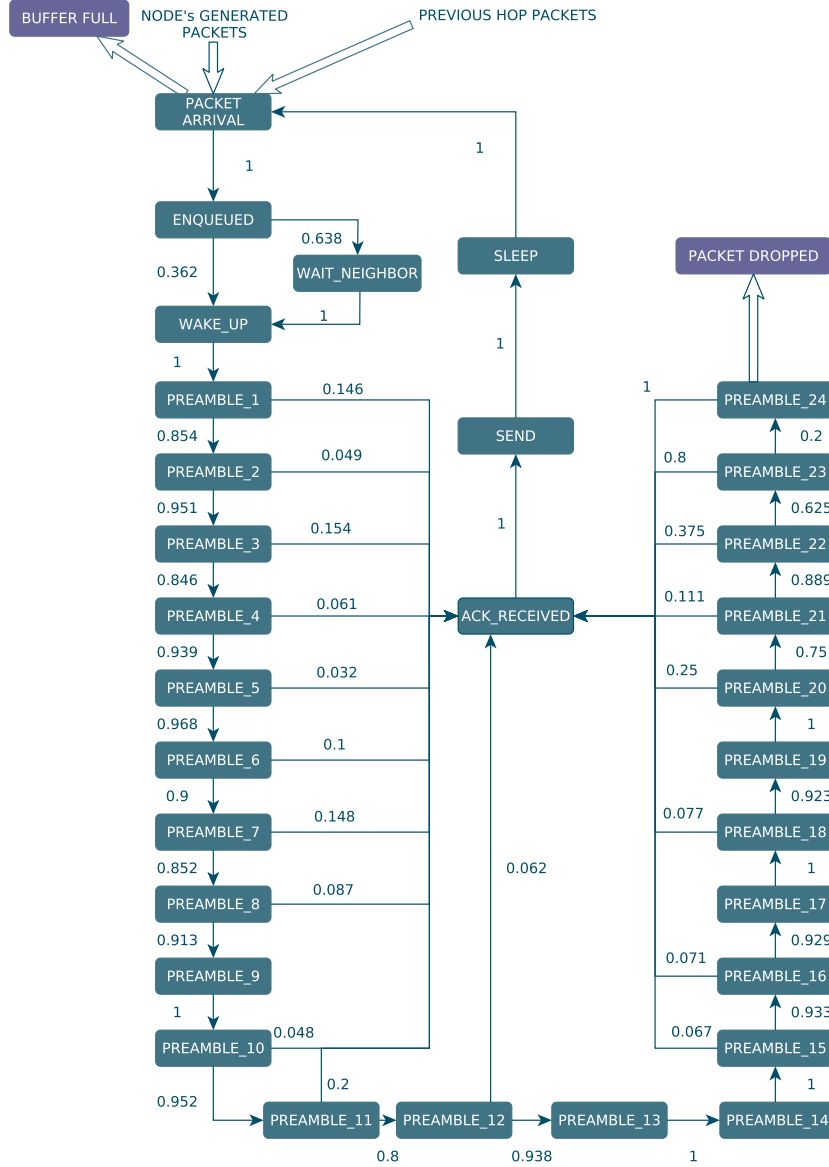 BUFFER FULL
NODE's GENERATED
PACKETS
PREVIOUS HOP PACKETS
PACKET
ARRIVAL
1
1
ENQUEUED
0.638
0.362
WAIT_NEIGHBOR
SLEEP
PACKET DROPPED
WAKE_UP
1
1
1
PREAMBLE_1
0.146
1
PREAMBLE_24
0.854
SEND
0.2
PREAMBLE_2
0.049
0.8
PREAMBLE_23
0.951
1
0.625
PREAMBLE_3
0.154
0.375
PREAMBLE_22
0.846
0.889
PREAMBLE_4
0.061
ACK_RECEIVED
0.111
PREAMBLE_21
0.939
0.75
PREAMBLE_5
0.032
0.25
PREAMBLE_20
0.968
1
PREAMBLE_6
0.1
PREAMBLE_19
0.9
0.923
PREAMBLE_7
0.148
0.077
PREAMBLE_18
0.852
0.062
1
PREAMBLE_8
0.087
PREAMBLE_17
0.913
0.929
PREAMBLE_9
0.071
PREAMBLE_16
1
0.933
PREAMBLE_10
0.048
0.067
PREAMBLE_15
0.952
0.2
1
PREAMBLE_11
PREAMBLE_12
PREAMBLE_13
PREAMBLE_14
0.8
0.938
1